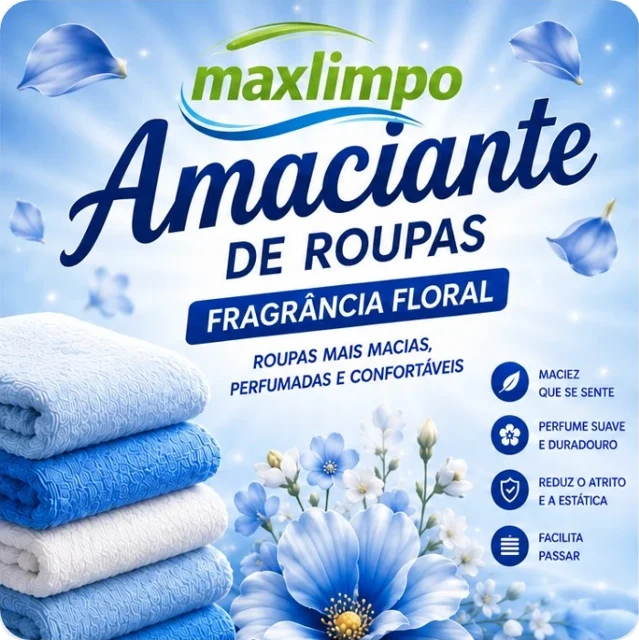 maxlimpo
Amaciante
DE ROUPAS
FRAGRÂNCIA FLORAL
ROUPAS MAIS MACIAS,
PERFUMADAS E CONFORTÁVEIS
MACIEZ
QUE SE SENTE
PERFUME SUAVE
E DURADOURO
REDUZ O ATRITO
E A ESTÁTICA
FACILITA
PASSAR